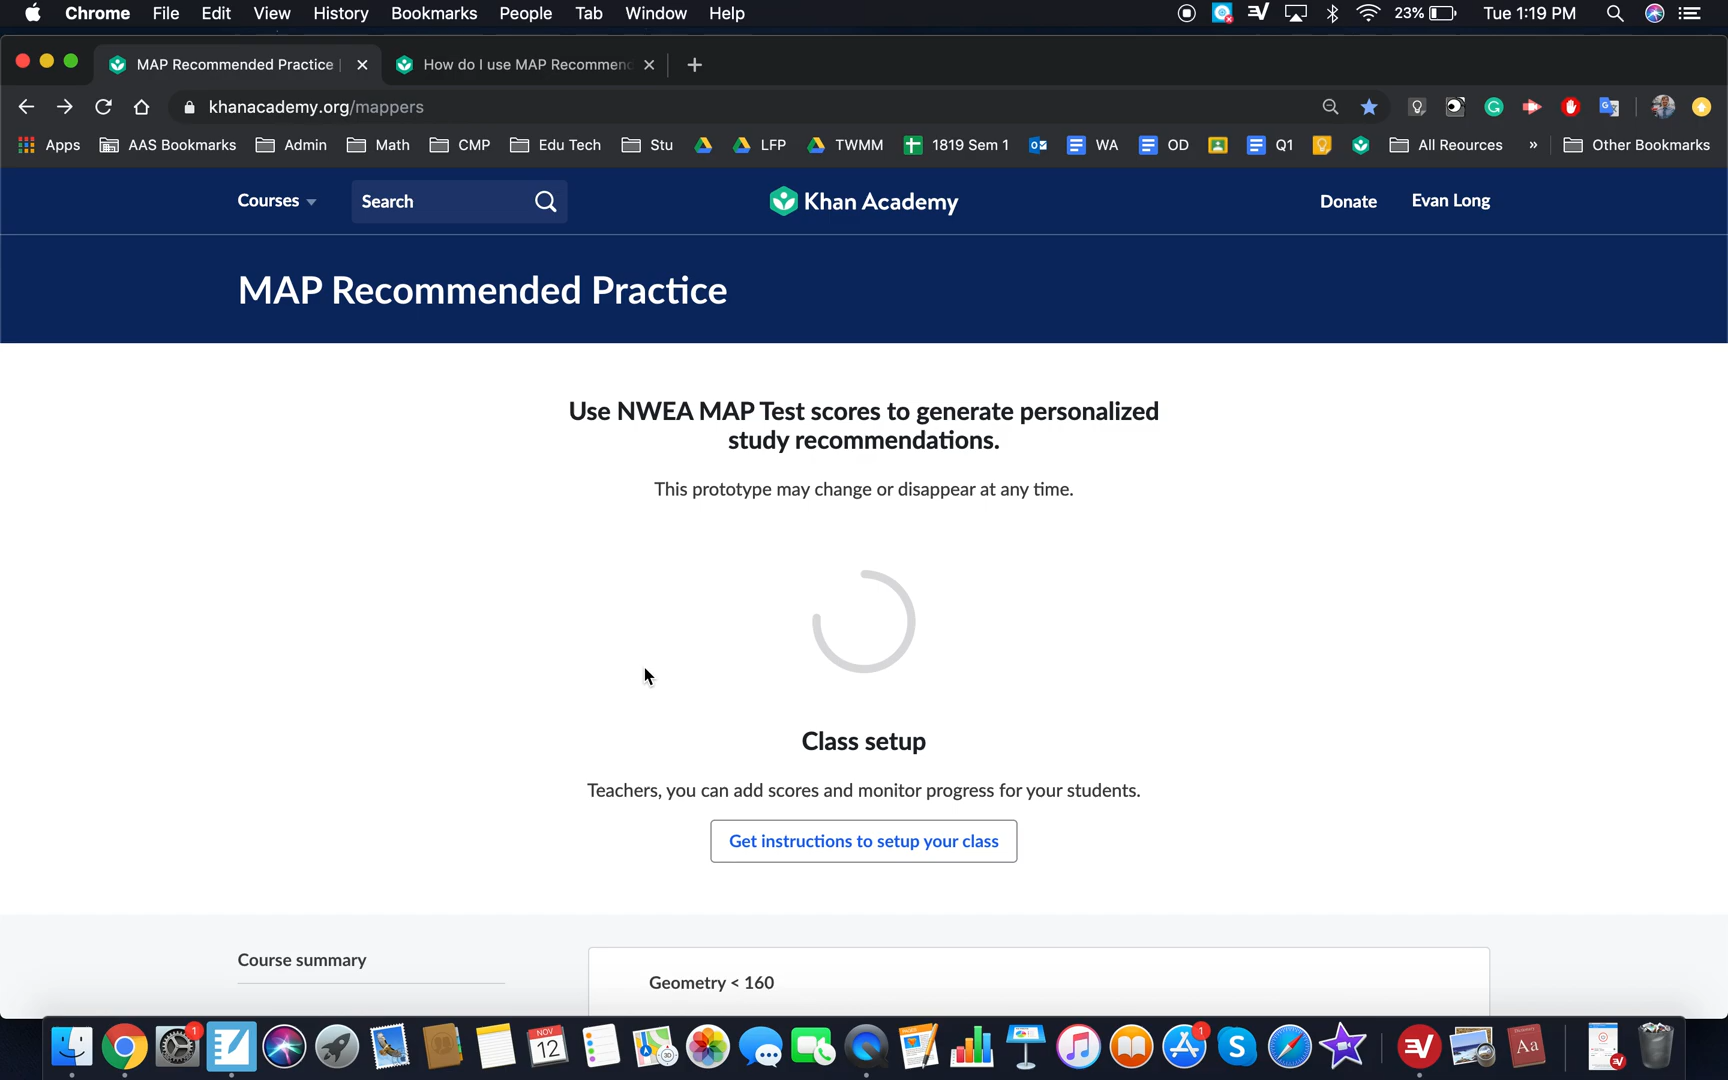 Chrome File Edit View History Bookmarks People Tab Window Help 23% Tue 1:19 PM
MAP Recommended Practice How do I use MAP Recommen
khanacademy.org/mappers
Apps AAS Bookmarks Admin Math CMP Edu Tech Stu LFP TWMM 1819 Sem 1 WA OD Q1 All Reources » Other Bookmarks
Courses Search Khan Academy Donate Evan Long
MAP Recommended Practice
Use NWEA MAP Test scores to generate personalized
study recommendations.
This prototype may change or disappear at any time.
Class setup
Teachers, you can add scores and monitor progress for your students.
Get instructions to setup your class
Course summary
Geometry < 160
1 NOV 12 1 Aa